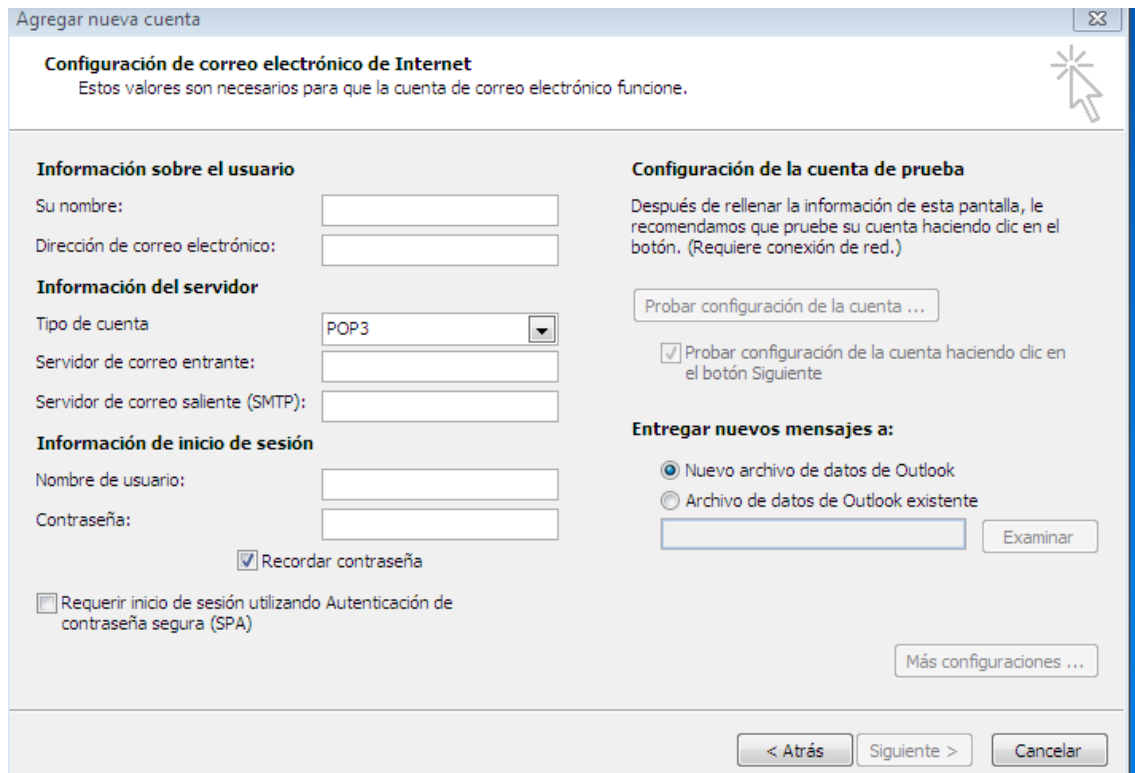 Agregar nueva cuenta
Configuración de correo electrónico de Internet
Estos valores son necesarios para que la cuenta de correo electrónico funcione.
Información sobre el usuario
Su nombre:
Dirección de correo electrónico:
Información del servidor
Tipo de cuenta
POP3
Servidor de correo entrante:
Servidor de correo saliente (SMTP):
Información de inicio de sesión
Nombre de usuario:
Contraseña:
Recordar contraseña
Requerir inicio de sesión utilizando Autenticación de
contraseña segura (SPA)
Configuración de la cuenta de prueba
Después de rellenar la información de esta pantalla, le
recomendamos que pruebe su cuenta haciendo clic en el
botón. (Requiere conexión de red.)
Probar configuración de la cuenta ...
Probar configuración de la cuenta haciendo clic en
el botón Siguiente
Entregar nuevos mensajes a:
Nuevo archivo de datos de Outlook
Archivo de datos de Outlook existente
Examinar
Más configuraciones ...
< Atrás
Siguiente >
Cancelar